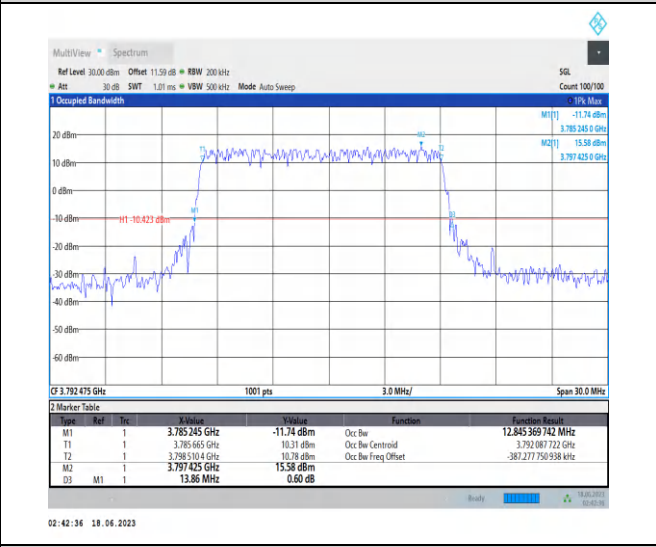 MultiView Spectrum
Ref Level 30.00 dBm Offset 11.59 dB RBW 200 kHz SGL
Att 30 dB SWT 1.01 ms VBW 500 kHz Mode Auto Sweep Count 100/100
1 Occupied Bandwidth 1Pk Max
M1[1] -11.74 dBm
3.785 245 0 GHz
M2[1] 15.58 dBm
3.797 425 0 GHz
20 dBm
M2
T1
T2
10 dBm
0 dBm
M1
D3
-10 dBm
H1 -10.423 dBm
-20 dBm
-30 dBm
-40 dBm
-50 dBm
-60 dBm
CF 3.792 475 GHz 1001 pts 3.0 MHz/ Span 30.0 MHz
2 Marker Table
Type Ref Trc X-Value Y-Value Function Function Result
M1 1 3.785 245 GHz -11.74 dBm Occ Bw 12.845 369 742 MHz
T1 1 3.785 665 GHz 10.31 dBm Occ Bw Centroid 3.792 087 722 GHz
T2 1 3.798 510 4 GHz 10.78 dBm Occ Bw Freq Offset -387.277 750 938 kHz
M2 1 3.797 425 GHz 15.58 dBm
D3 M1 1 13.86 MHz 0.60 dB
Ready 18.06.2023
02:42:36
02:42:36 18.06.2023